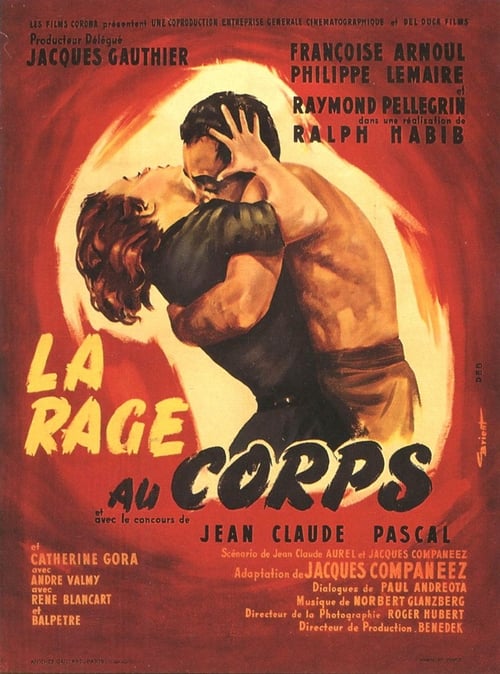 LES FILMS CORONA présentent UNE COPRODUCTION ENTREPRISE GENERALE CINEMATOGRAPHIQUE et DEL DUCA FILMS
Producteur Délégué
JACQUES GAUTHIER
FRANÇOISE ARNOUL
PHILIPPE LEMAIRE
et
RAYMOND PELLEGRIN
dans une réalisation de
RALPH HABIB
LA
RAGE
AU CORPS
et
avec le concours de
JEAN CLAUDE PASCAL
et
CATHERINE GORA
avec
ANDRE VALMY
avec
RENE BLANCART
et
BALPETRE
Scénario de Jean Claude AUREL et JACQUES COMPANEEZ
Adaptation de JACQUES COMPANEEZ
Dialogues de PAUL ANDREOTA
Musique de NORBERT GLANZBERG
Directeur de la Photographie ROGER HUBERT
Directeur de Production. BENEDEK